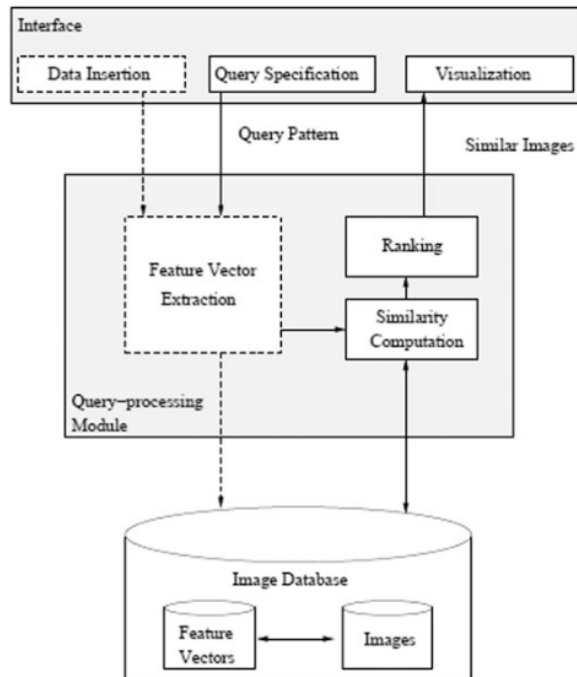 Interface
Data Insertion
Query Specification
Visualization
Query Pattern
Similar Images
Feature Vector
Extraction
Ranking
Similarity
Computation
Query-processing
Module
Image Database
Feature
Vectors
Images